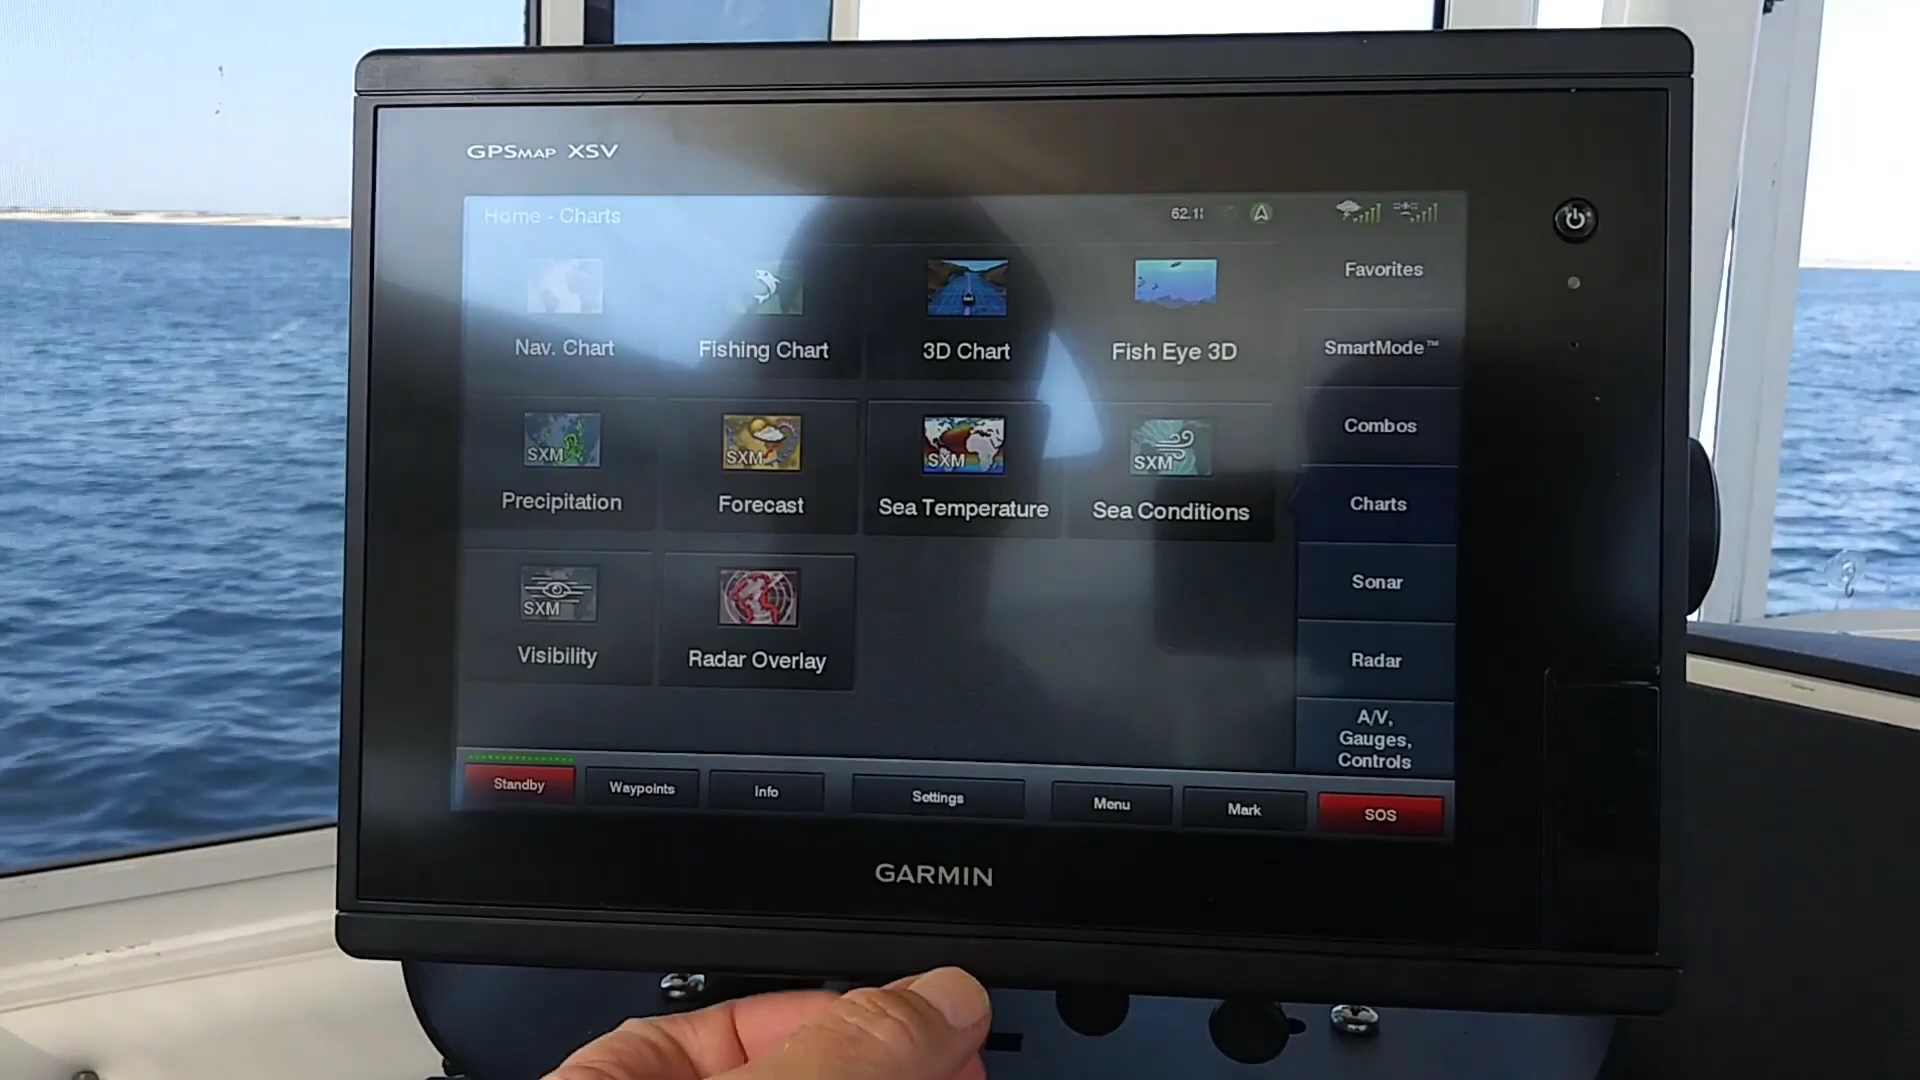 GPSMAP XSV
Home - Charts
62.1
Nav. Chart
Fishing Chart
3D Chart
Fish Eye 3D
Favorites
SmartMode™
Combos
SXM
SXM
SXM
SXM
Precipitation
Forecast
Sea Temperature
Sea Conditions
Charts
SXM
Visibility
Radar Overlay
Sonar
Radar
A/V,
Gauges,
Controls
Standby
Waypoints
Info
Settings
Menu
Mark
SOS
GARMIN